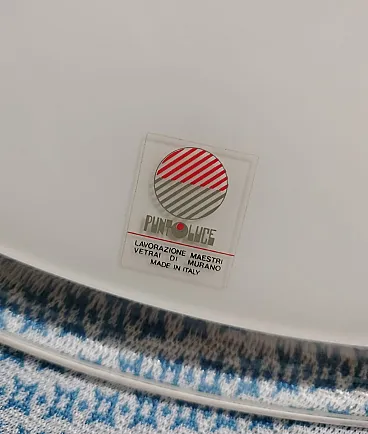 PUNTOLUCE
LAVORAZIONE MAESTRI
VETRAI DI MURANO
MADE IN ITALY